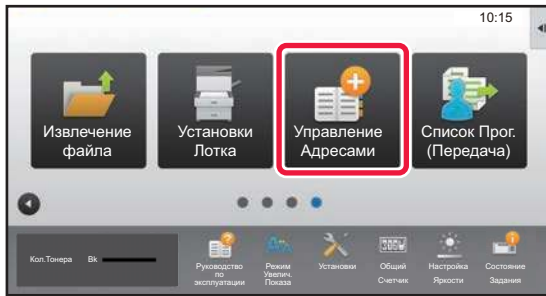 10:15
Извлечение
файла
Установки
Лотка
Управление
Адресами
Список Прог.
(Передача)
Кол.Тонера Bk
Руководство
по
эксплуатации
Режим
Увелич.
Показа
Установки
Общий
Счетчик
Настройка
Яркости
Состояние
Задания